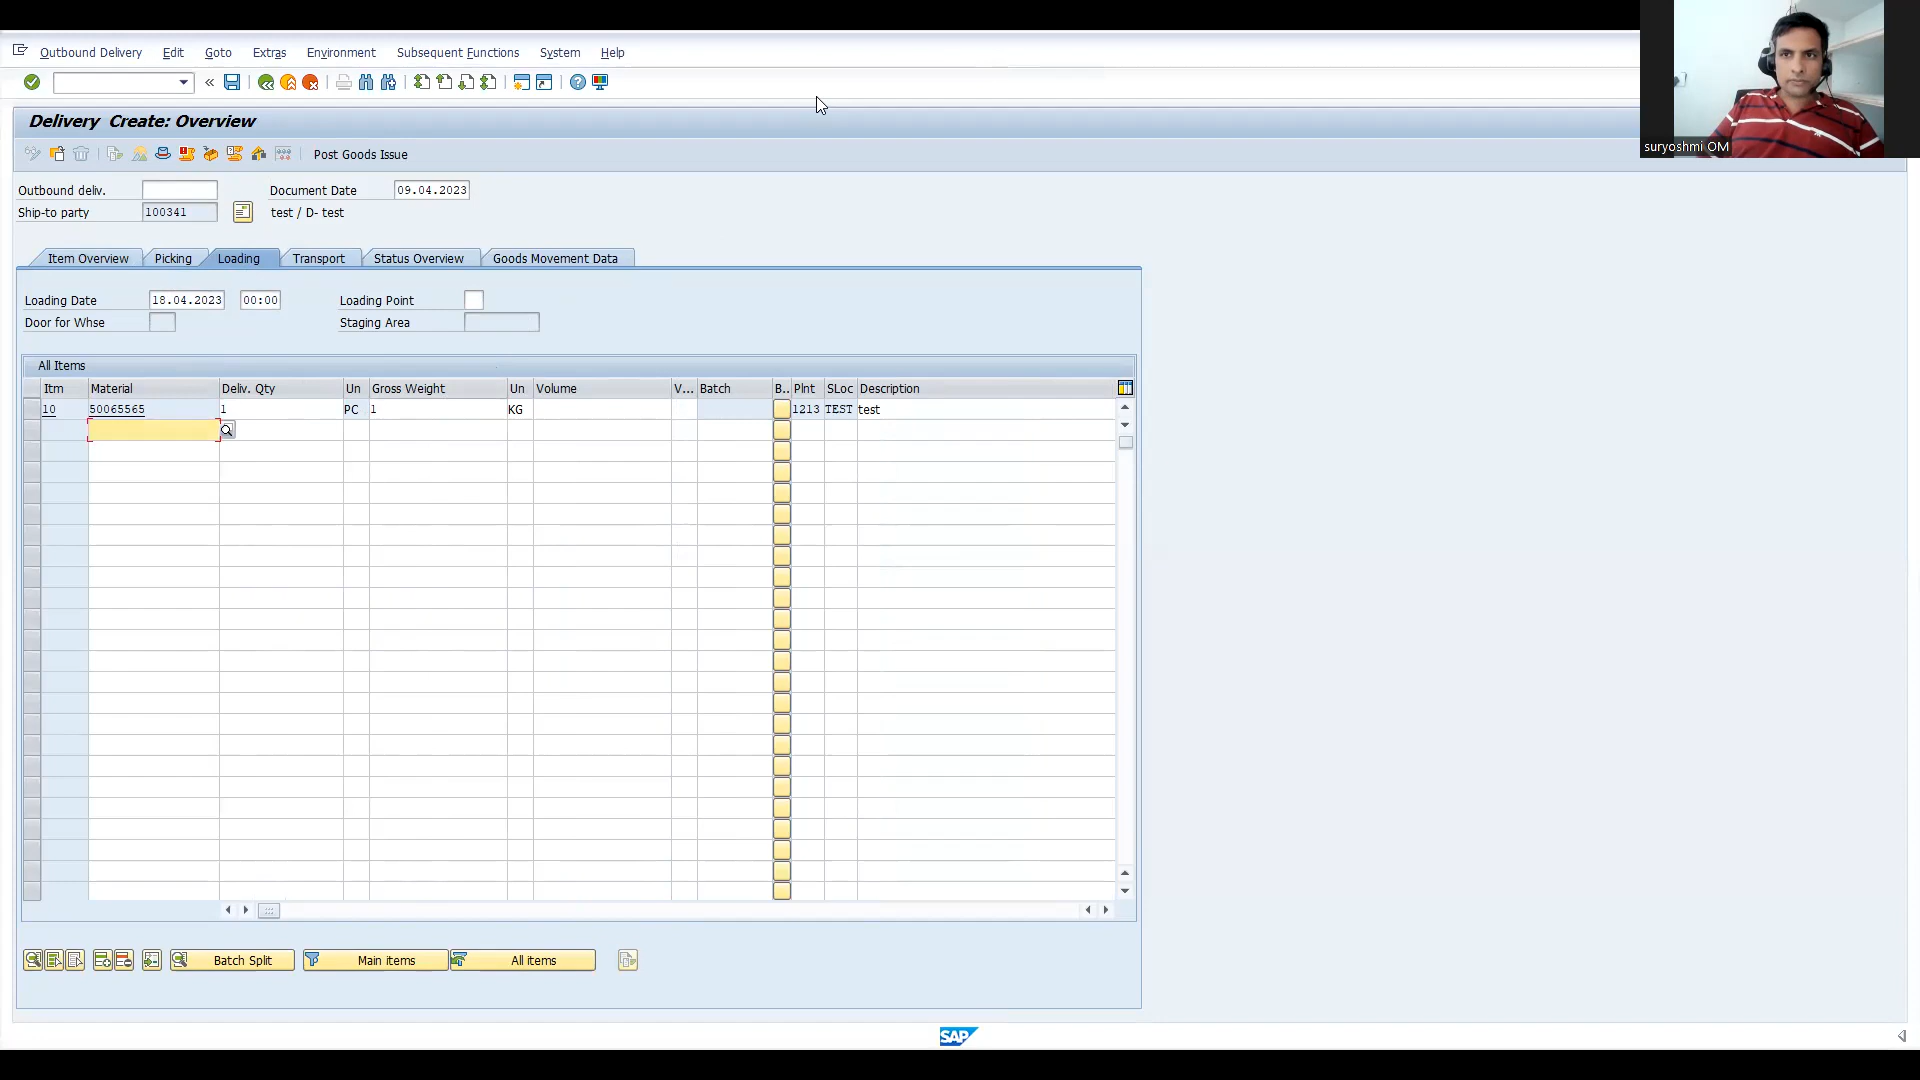 Outbound Delivery Edit Goto Extras Environment Subsequent Functions System Help
Delivery Create: Overview
Post Goods Issue
suryoshmi OM
Outbound deliv. Document Date 09.04.2023
Ship-to party 100341 test / D- test
Item Overview Picking Loading Transport Status Overview Goods Movement Data
Loading Date 18.04.2023 00:00 Loading Point
Door for Whse Staging Area
All Items
Itm Material Deliv. Qty Un Gross Weight Un Volume V... Batch B.. Plnt SLoc Description
10 50065565 1 PC 1 KG 1213 TEST test
Batch Split Main items All items
SAP